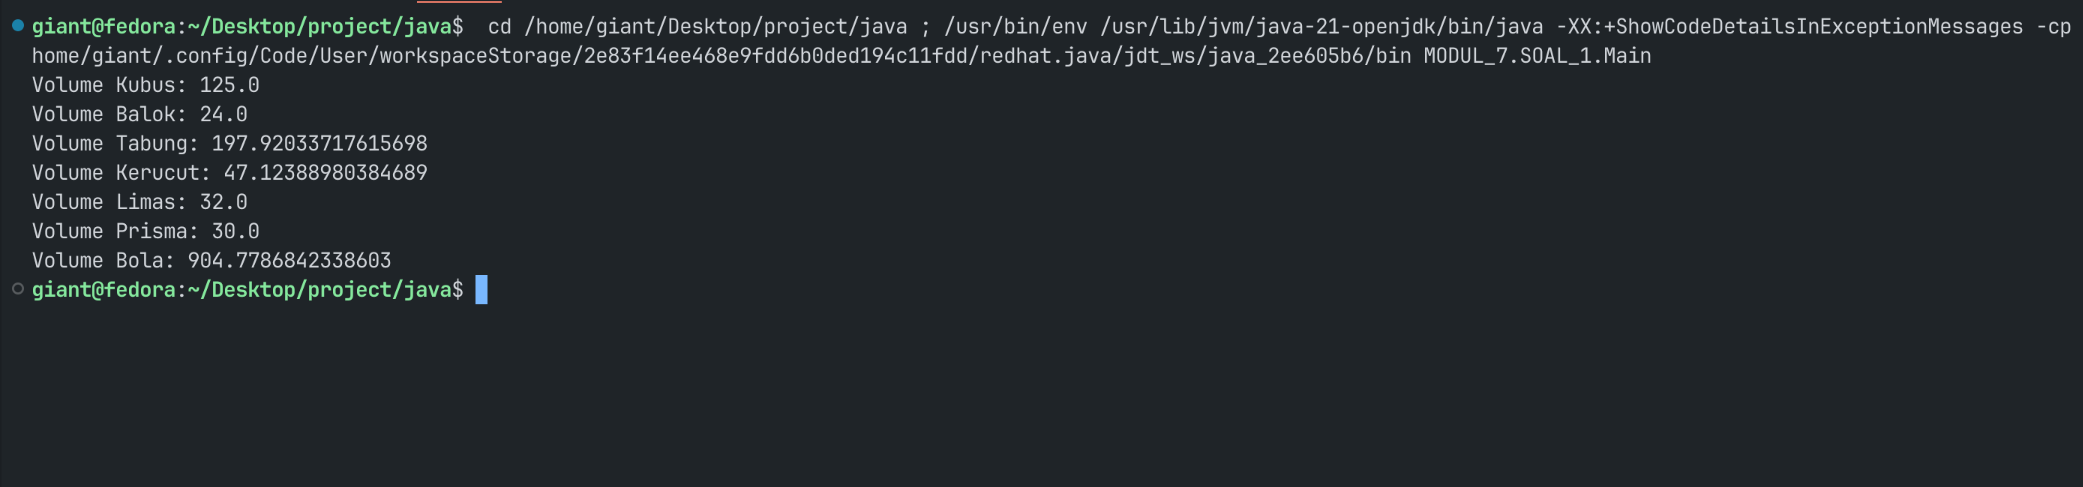 giant@fedora:~/Desktop/project/java$  cd /home/giant/Desktop/project/java ; /usr/bin/env /usr/lib/jvm/java-21-openjdk/bin/java -XX:+ShowCodeDetailsInExceptionMessages -cp
home/giant/.config/Code/User/workspaceStorage/2e83f14ee468e9fdd6b0ded194c11fdd/redhat.java/jdt_ws/java_2ee605b6/bin MODUL_7.SOAL_1.Main
Volume Kubus: 125.0
Volume Balok: 24.0
Volume Tabung: 197.92033717615698
Volume Kerucut: 47.12388980384689
Volume Limas: 32.0
Volume Prisma: 30.0
Volume Bola: 904.7786842338603
giant@fedora:~/Desktop/project/java$